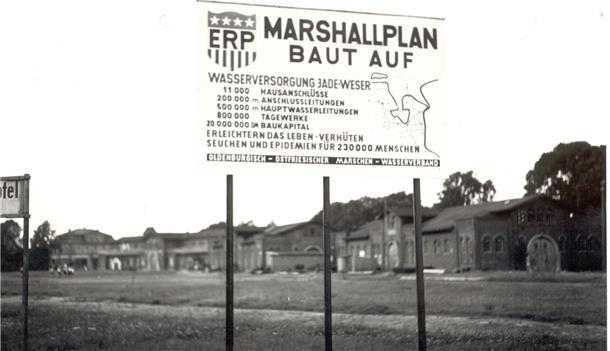 ERP
MARSHALLPLAN
BAUT AUF
WASSERVERSORGUNG JADE-WESER
11 000 HAUSANSCHLÜSSE
200 000 m ANSCHLUSSLEITUNGEN
500 000 m HAUPTWASSERLEITUNGEN
800 000 TAGEWERKE
20 000 000 DM BAUKAPITAL
ERLEICHTERN DAS LEBEN · VERHÜTEN
SEUCHEN UND EPIDEMIEN FÜR 230 000 MENSCHEN
OLDENBURGISCH - OSTFRIESISCHER MARSCHEN - WASSERVERBAND
tel